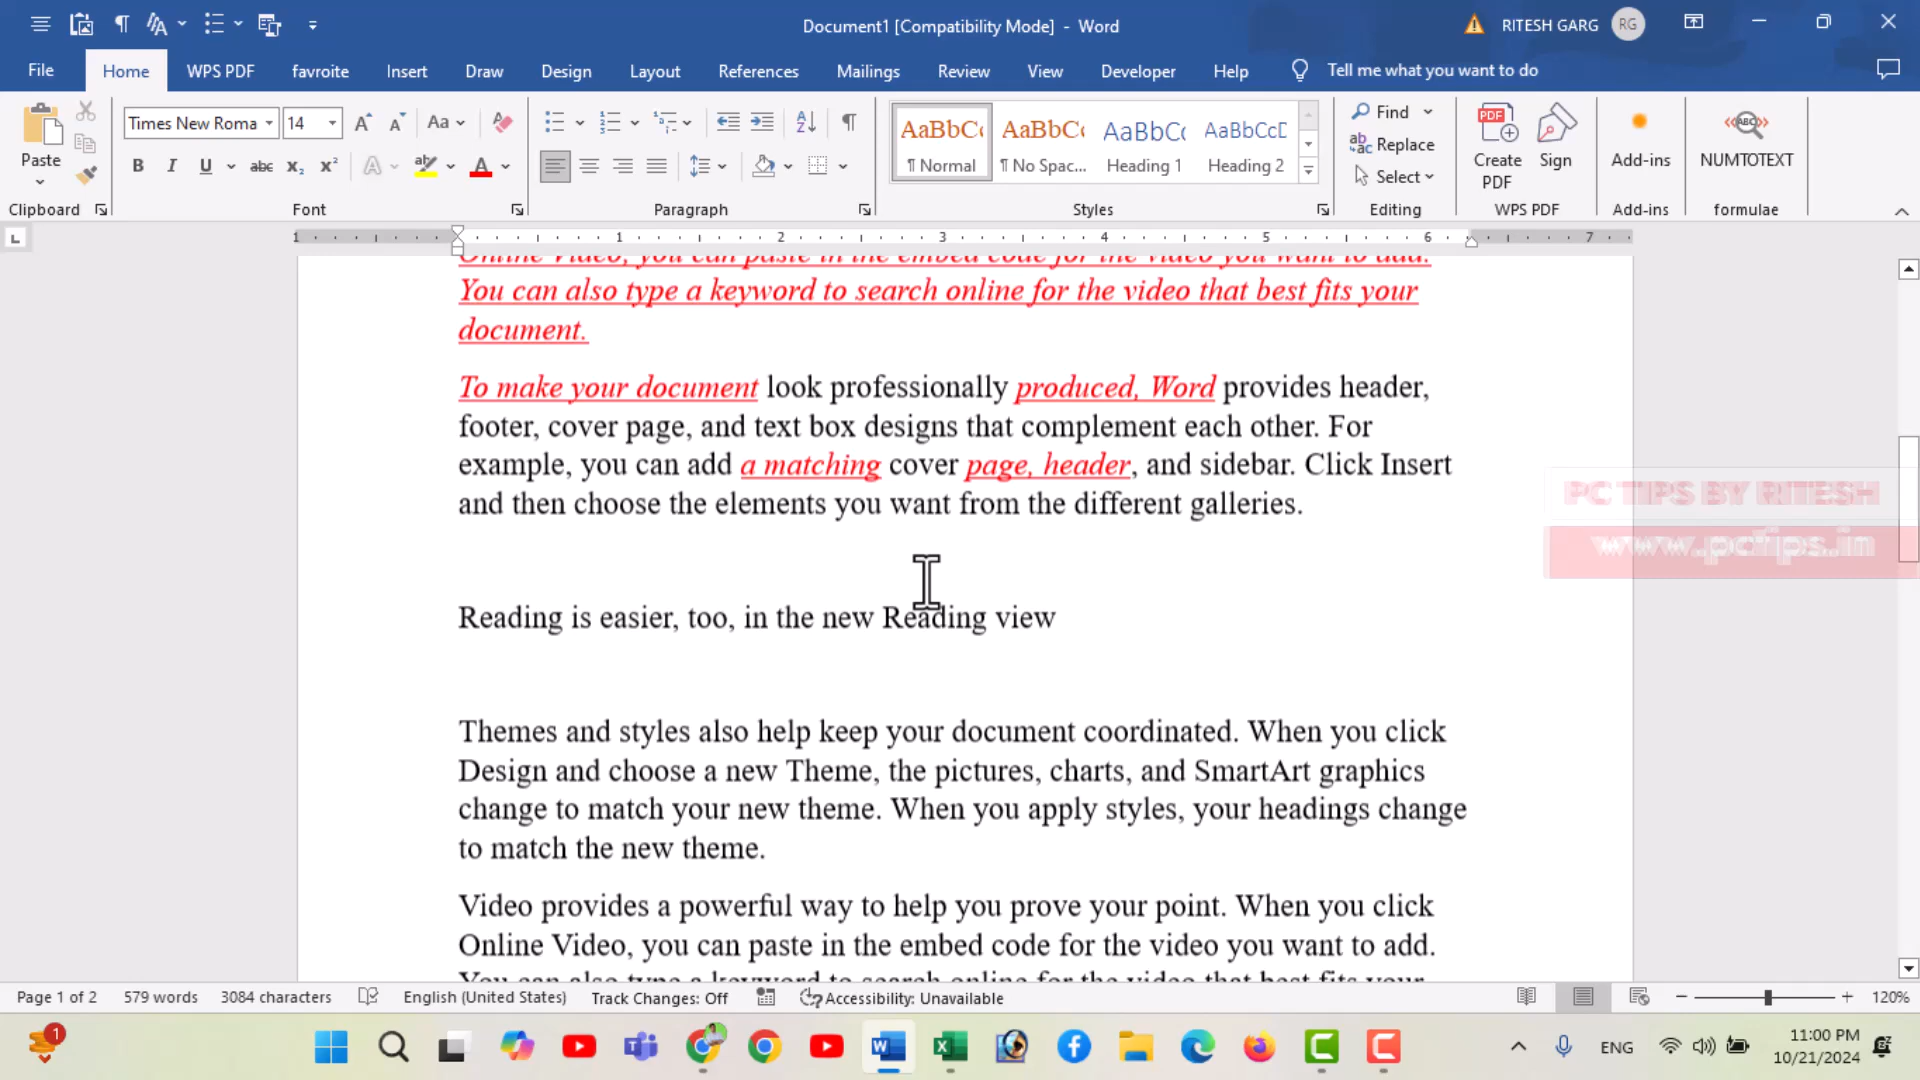 Document1 [Compatibility Mode] - Word
RITESH GARG
RG
File
Home
WPS PDF
favroite
Insert
Draw
Design
Layout
References
Mailings
Review
View
Developer
Help
Tell me what you want to do
Paste
Times New Roma
14
Aa
Clipboard
Font
Paragraph
AaBbC
¶ Normal
AaBbC
¶ No Spac...
AaBbC
Heading 1
AaBbCcD
Heading 2
Styles
Find
Replace
Select
Editing
Create PDF
Sign
WPS PDF
Add-ins
Add-ins
NUMTOTEXT
formulae
1 1 2 3 4 5 6 7
Online Video, you can paste in the embed code for the video you want to add.
You can also type a keyword to search online for the video that best fits your
document.
To make your document look professionally produced, Word provides header,
footer, cover page, and text box designs that complement each other. For
example, you can add a matching cover page, header, and sidebar. Click Insert
and then choose the elements you want from the different galleries.
PC TIPS BY RITESH
www.pctips.in
Reading is easier, too, in the new Reading view
Themes and styles also help keep your document coordinated. When you click
Design and choose a new Theme, the pictures, charts, and SmartArt graphics
change to match your new theme. When you apply styles, your headings change
to match the new theme.
Video provides a powerful way to help you prove your point. When you click
Online Video, you can paste in the embed code for the video you want to add.
You can also type a keyword to search online for the video that best fits your
Page 1 of 2
579 words
3084 characters
English (United States)
Track Changes: Off
Accessibility: Unavailable
120%
1
ENG
11:00 PM
10/21/2024